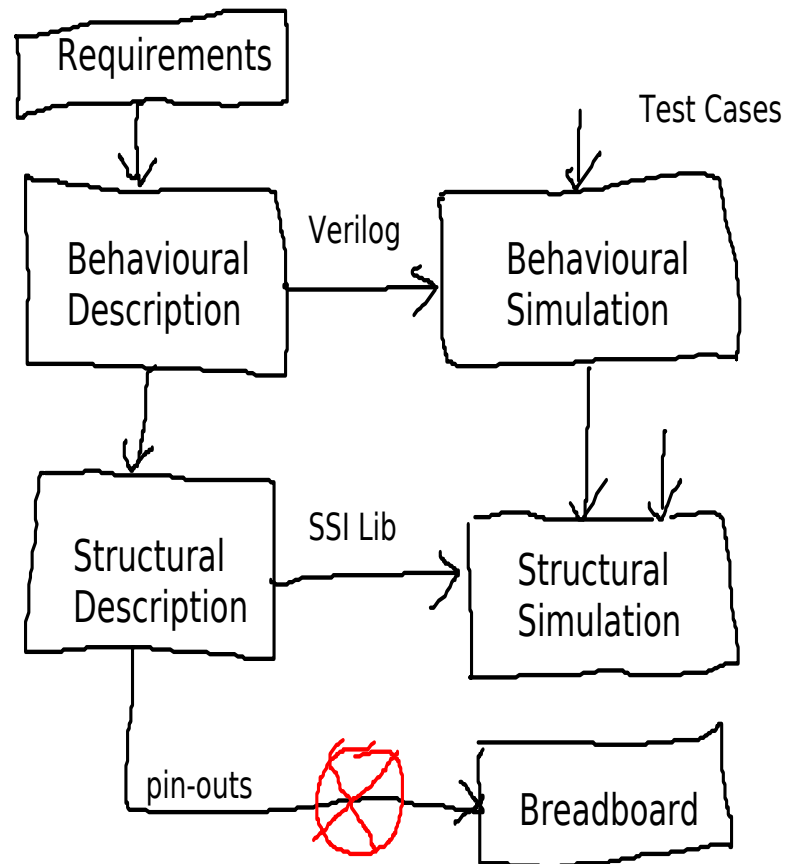 Requirements
Test Cases
Verilog
Behavioural
Description
Behavioural
Simulation
SSI Lib
Structural
Description
Structural
Simulation
pin-outs
Breadboard